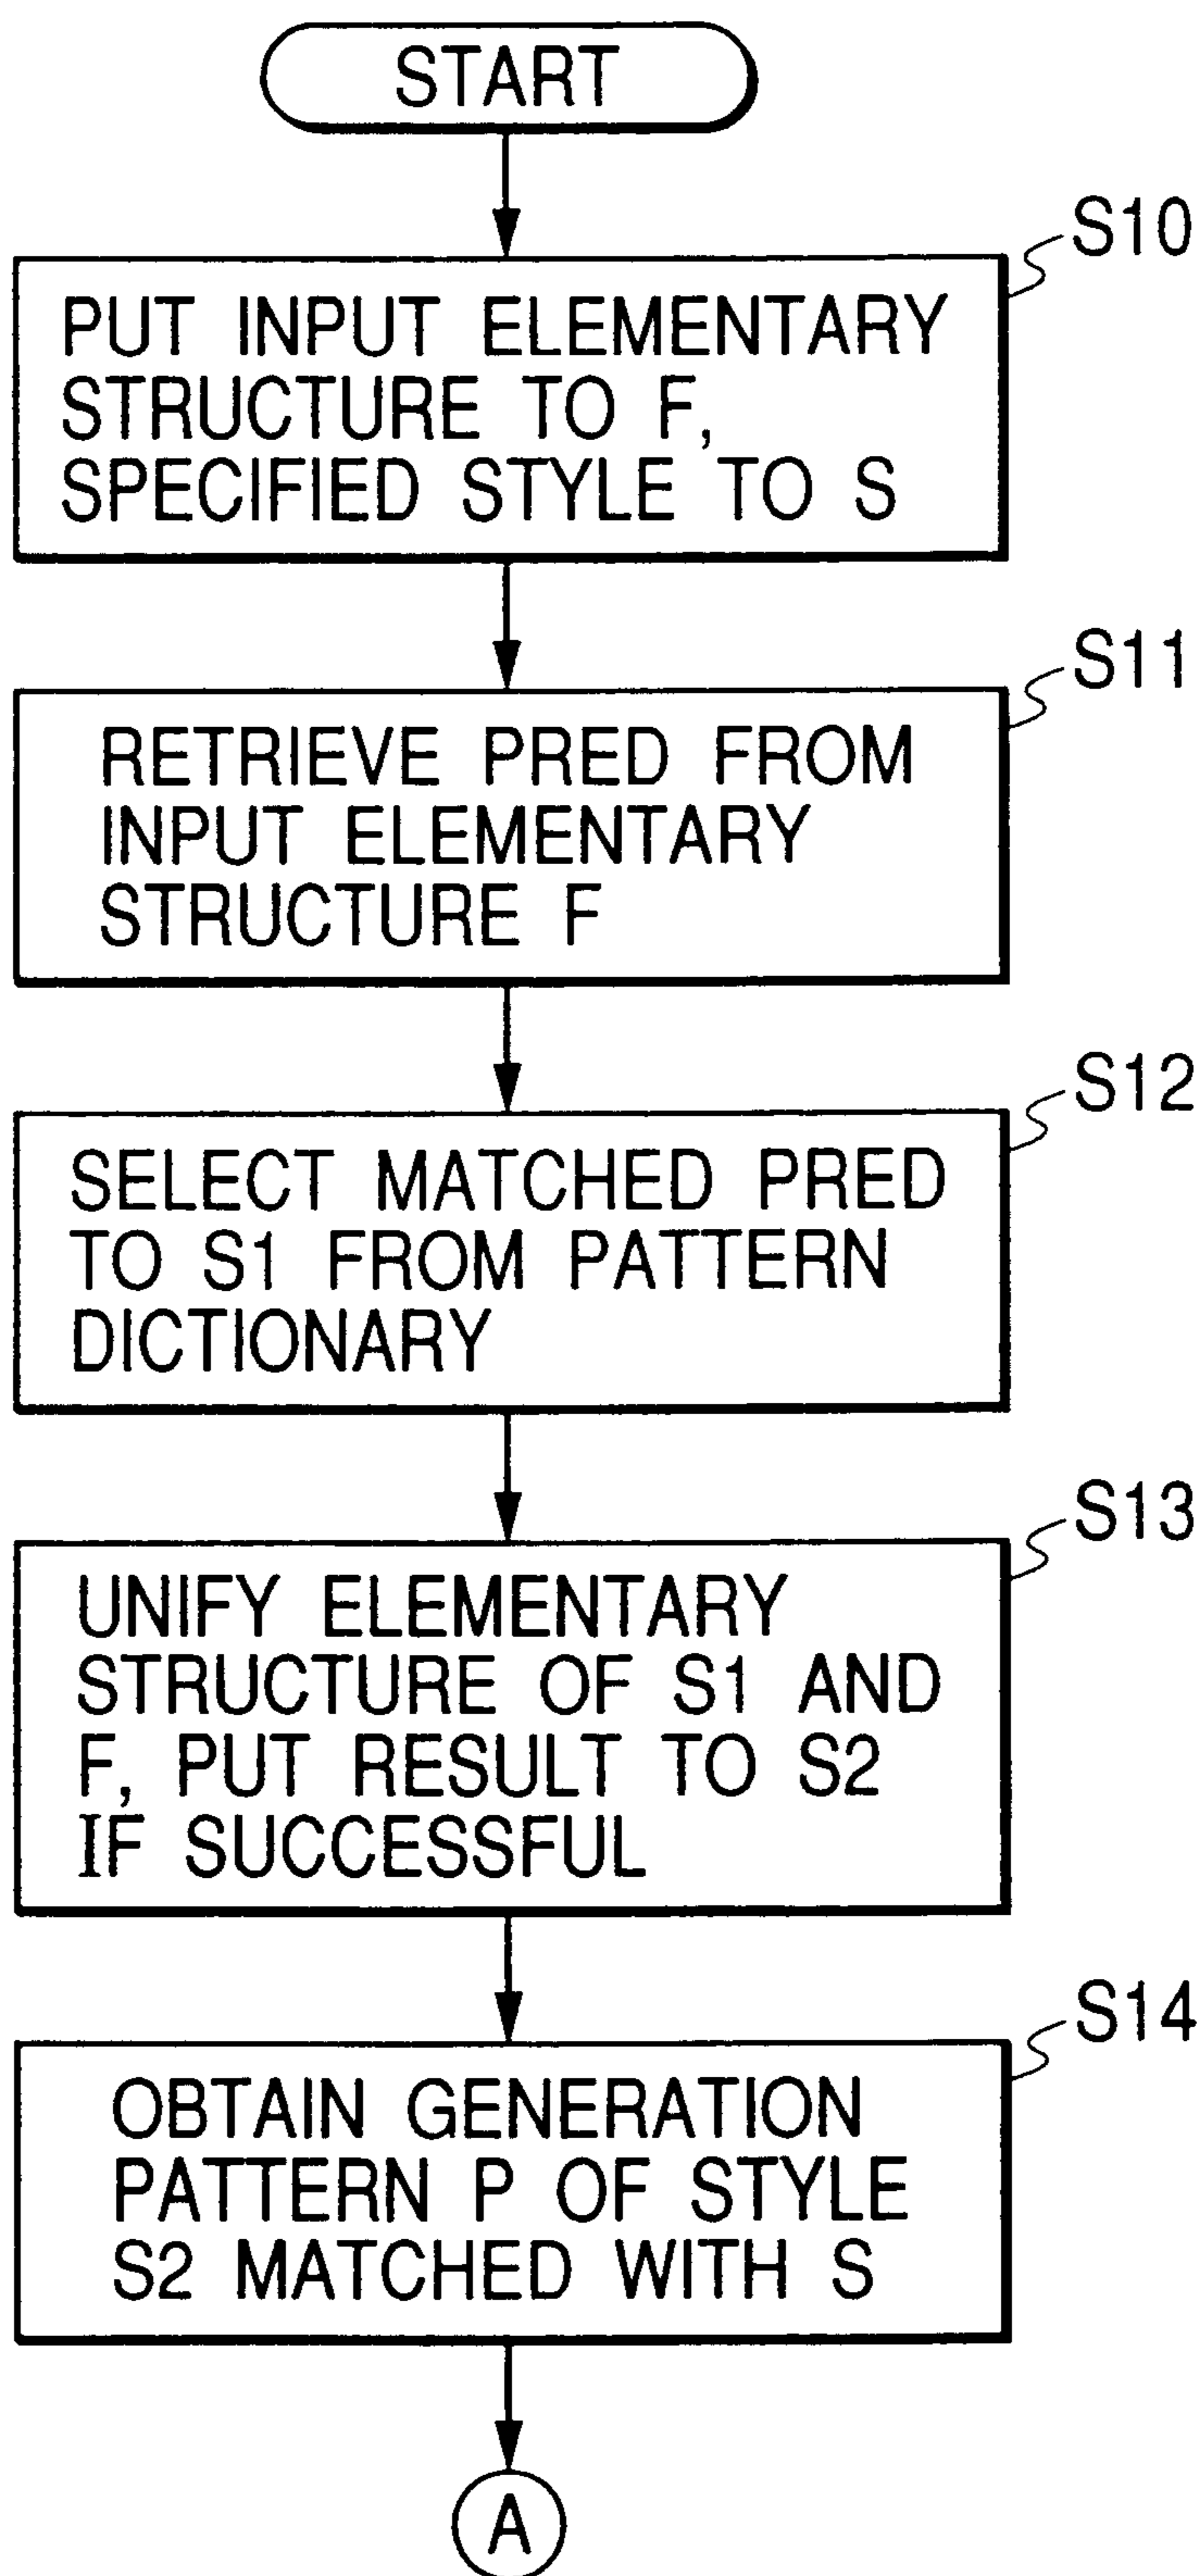 START
S10
PUT INPUT ELEMENTARY
STRUCTURE TO F,
SPECIFIED STYLE TO S
S11
RETRIEVE PRED FROM
INPUT ELEMENTARY
STRUCTURE F
S12
SELECT MATCHED PRED
TO S1 FROM PATTERN
DICTIONARY
S13
UNIFY ELEMENTARY
STRUCTURE OF S1 AND
F, PUT RESULT TO S2
IF SUCCESSFUL
S14
OBTAIN GENERATION
PATTERN P OF STYLE
S2 MATCHED WITH S
A